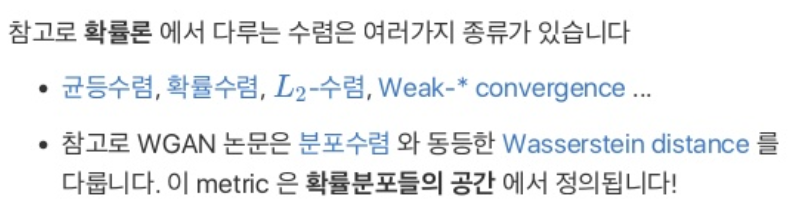 참고로 확률론 에서 다루는 수렴은 여러가지 종류가 있습니다
• 균등수렴, 확률수렴, L₂-수렴, Weak-* convergence ...
• 참고로 WGAN 논문은 분포수렴 와 동등한 Wasserstein distance 를
다룹니다. 이 metric 은 확률분포들의 공간 에서 정의됩니다!